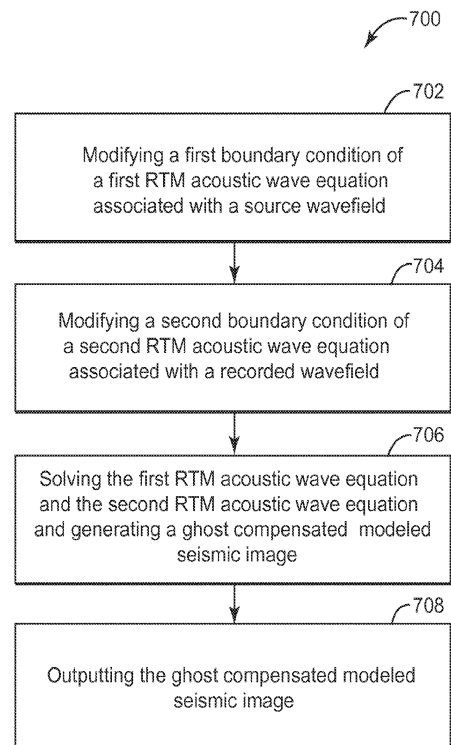 700
702
Modifying a first boundary condition of
a first RTM acoustic wave equation
associated with a source wavefield
704
Modifying a second boundary condition of
a second RTM acoustic wave equation
associated with a recorded wavefield
706
Solving the first RTM acoustic wave equation
and the second RTM acoustic wave equation
and generating a ghost compensated modeled
seismic image
708
Outputting the ghost compensated modeled
seismic image